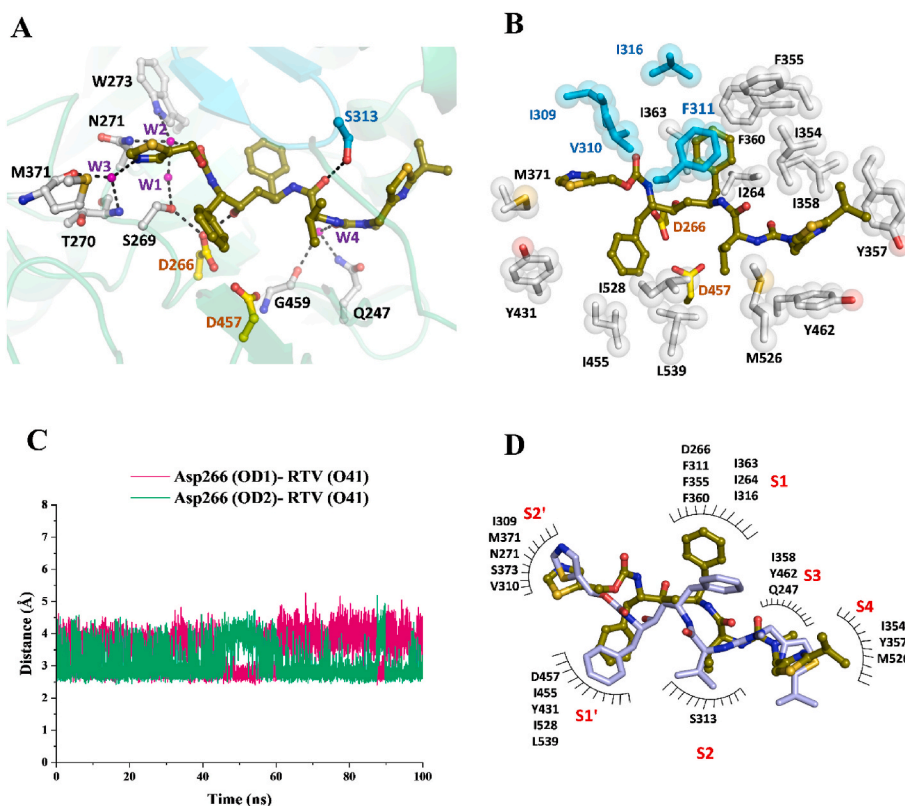 A
W273
N271
W2
S313
M371
W3
W1
T270
S269
W4
D266
G459
Q247
D457
B
I316
F355
I309
I363
F311
V310
F360
I354
M371
I264
I358
D266
Y357
I528
D457
Y431
Y462
I455
M526
L539
C
Asp266 (OD1)- RTV (O41)
Asp266 (OD2)- RTV (O41)
Distance (Å)
8
7
6
5
4
3
2
1
0
0 20 40 60 80 100
Time (ns)
D
D266
F311 I363
F355 I264 S1
F360 I316
S2'
I309
M371
N271
S373
V310
I358
Y462 S3
Q247
S4
I354
Y357
M526
D457
I455
Y431
I528
L539
S1'
S313
S2